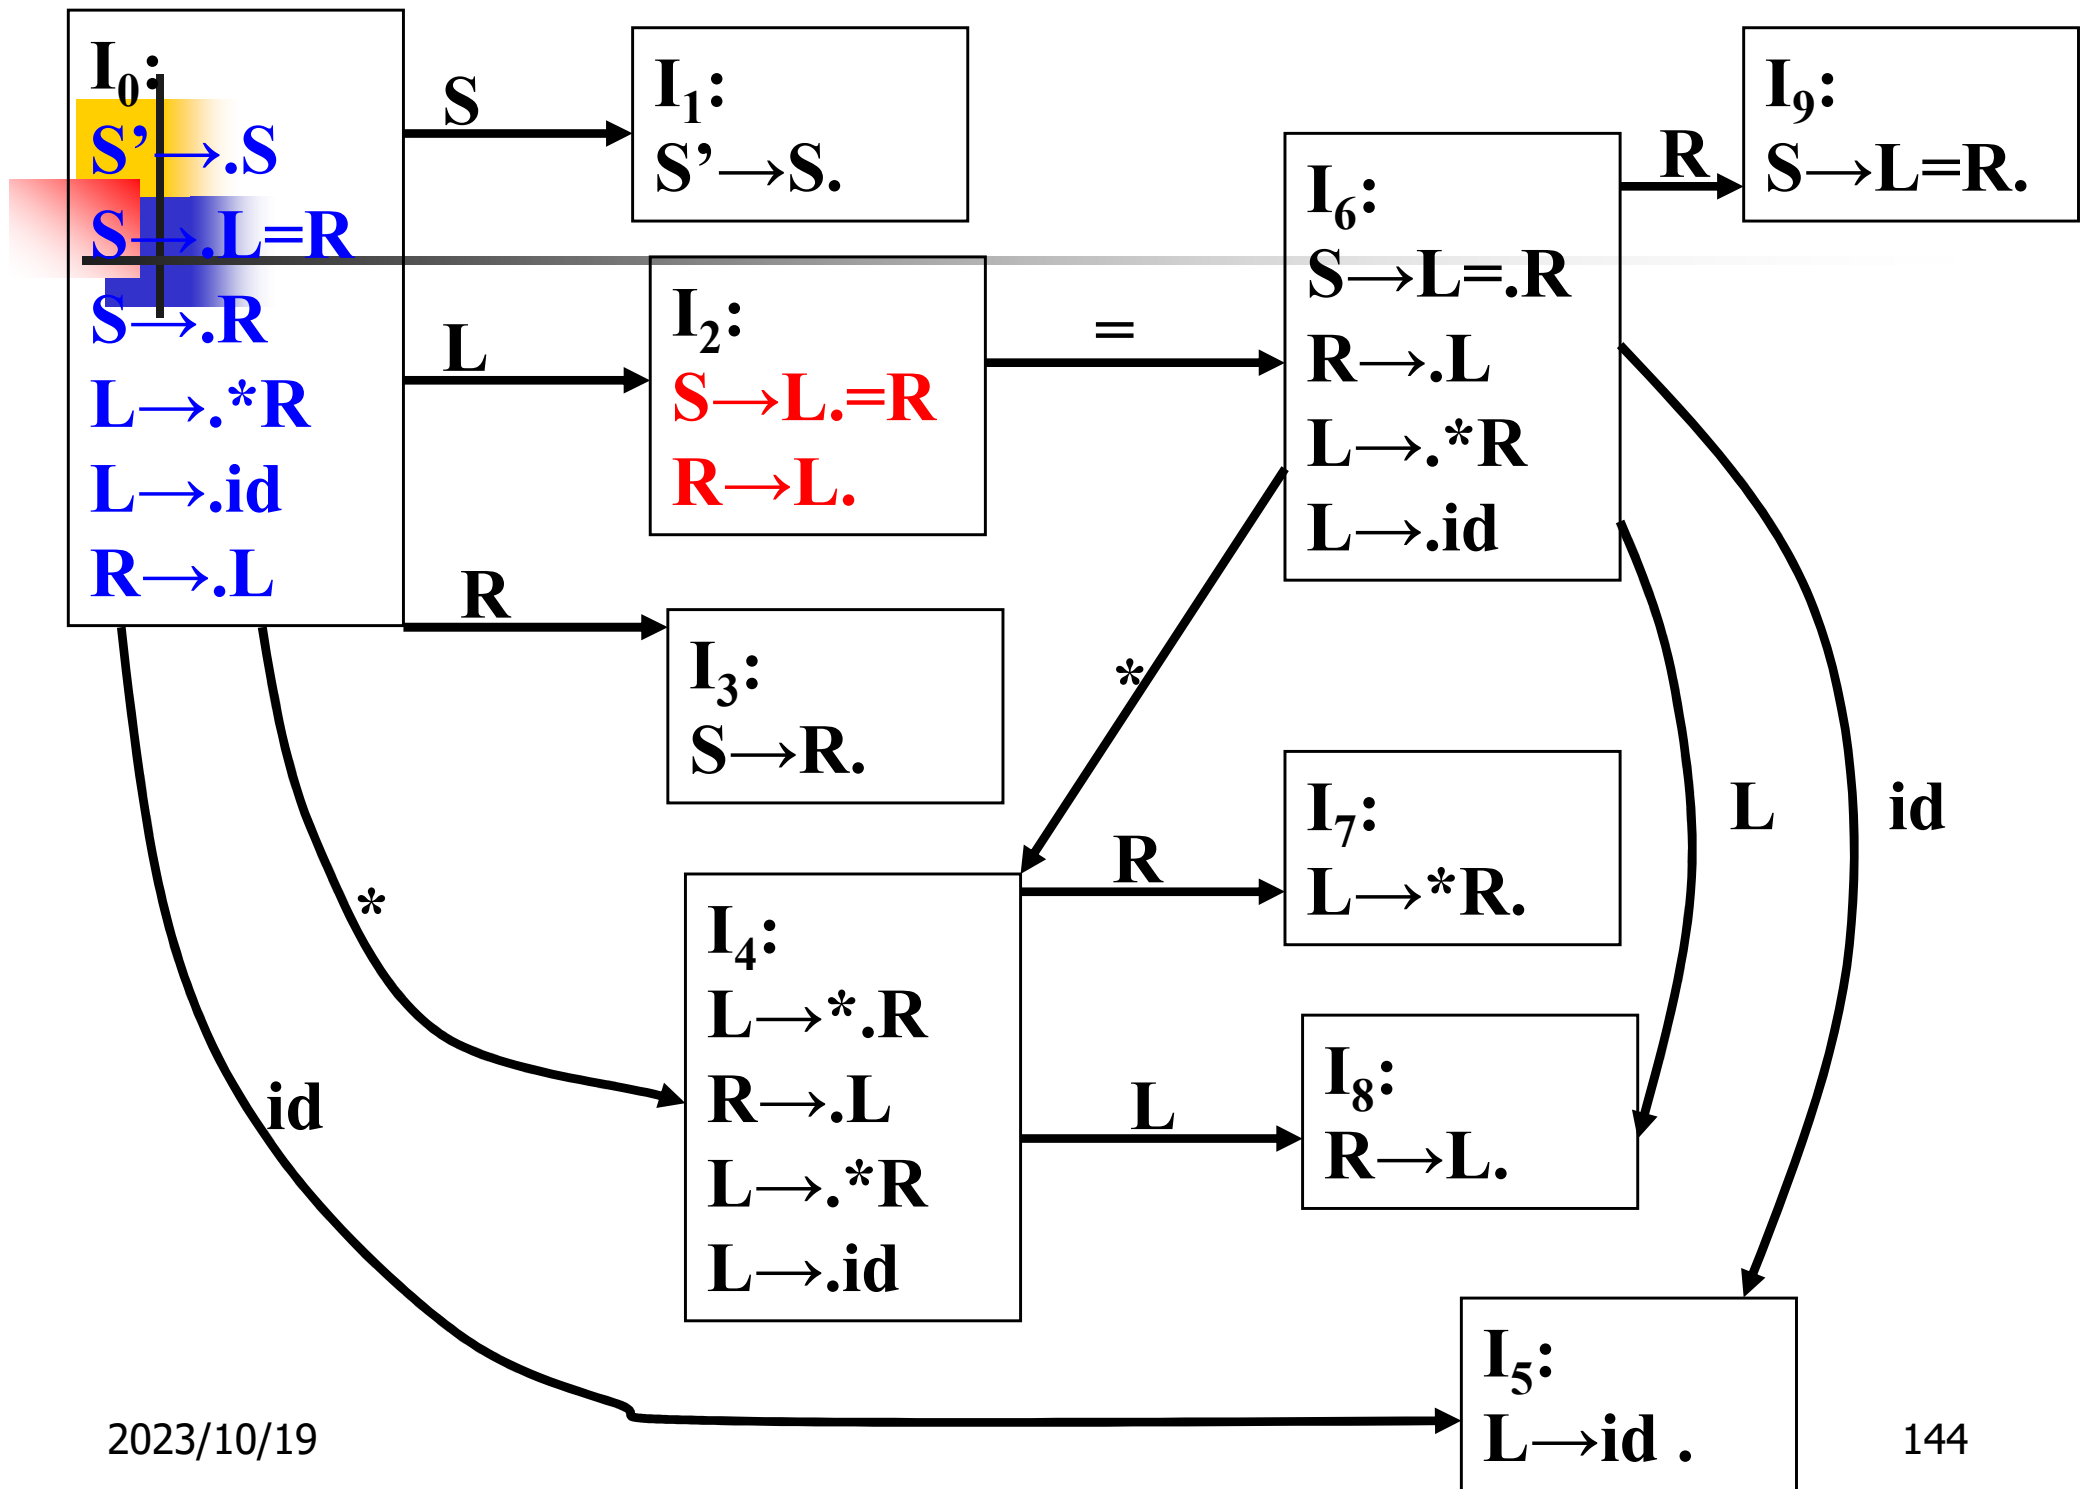 I₀:
S’→.S
S→.L=R
S→.R
L→.*R
L→.id
R→.L
S
I₁:
S’→S.
L
I₂:
S→L.=R
R→L.
R
I₃:
S→R.
=
I₆:
S→L=.R
R→.L
L→.*R
L→.id
R
I₉:
S→L=R.
*
*
id
I₄:
L→*.R
R→.L
L→.*R
L→.id
R
I₇:
L→*R.
L
I₈:
R→L.
L
id
I₅:
L→id .
2023/10/19
144